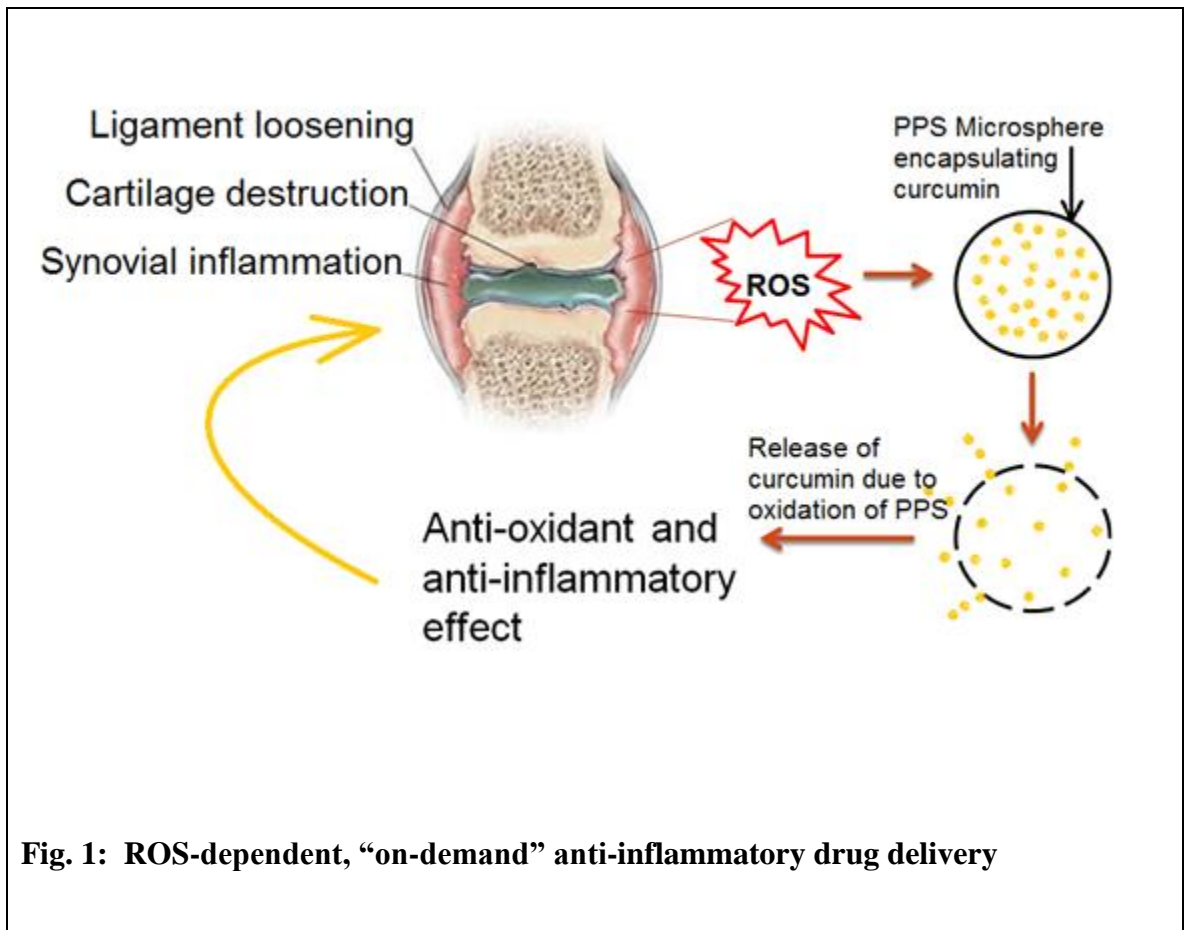 Ligament loosening
Cartilage destruction
Synovial inflammation
ROS
PPS Microsphere
encapsulating
curcumin
Release of
curcumin due to
oxidation of PPS
Anti-oxidant and
anti-inflammatory
effect
Fig. 1:  ROS-dependent, “on-demand” anti-inflammatory drug delivery